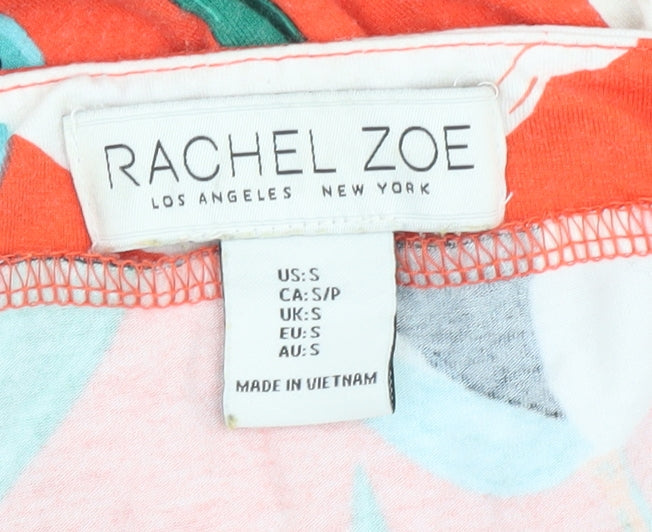 RACHEL ZOE
LOS ANGELES NEW YORK
US: S
CA: S/P
UK: S
EU: S
AU: S
MADE IN VIETNAM